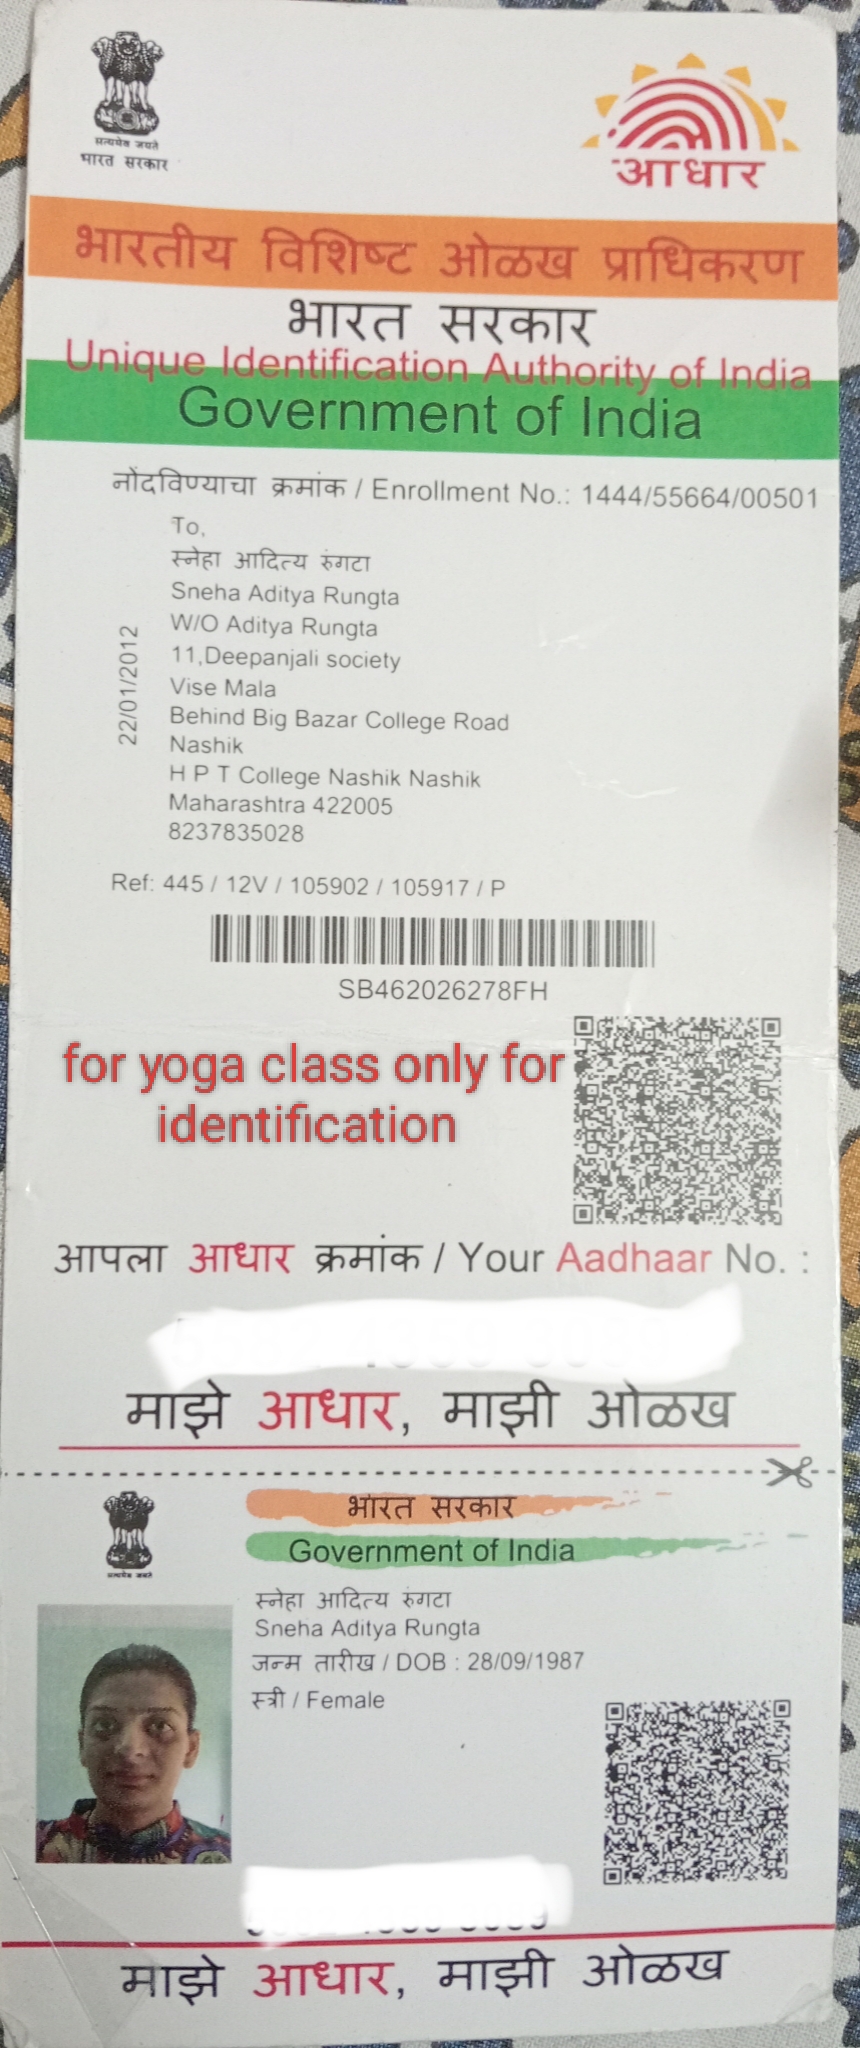 सत्यमेव जयते
भारत सरकार
आधार
भारतीय विशिष्ट ओळख प्राधिकरण
भारत सरकार
Unique Identification Authority of India
Government of India
नोंदविण्याचा क्रमांक / Enrollment No.: 1444/55664/00501
To,
स्नेहा आदित्य रुंगटा
Sneha Aditya Rungta
W/O Aditya Rungta
11,Deepanjali society
Vise Mala
Behind Big Bazar College Road
Nashik
H P T College Nashik Nashik
Maharashtra 422005
8237835028
22/01/2012
Ref: 445 / 12V / 105902 / 105917 / P
SB462026278FH
for yoga class only for
identification
आपला आधार क्रमांक / Your Aadhaar No. :
माझे आधार, माझी ओळख
भारत सरकार
Government of India
सत्यमेव जयते
स्नेहा आदित्य रुंगटा
Sneha Aditya Rungta
जन्म तारीख / DOB : 28/09/1987
स्त्री / Female
माझे आधार, माझी ओळख